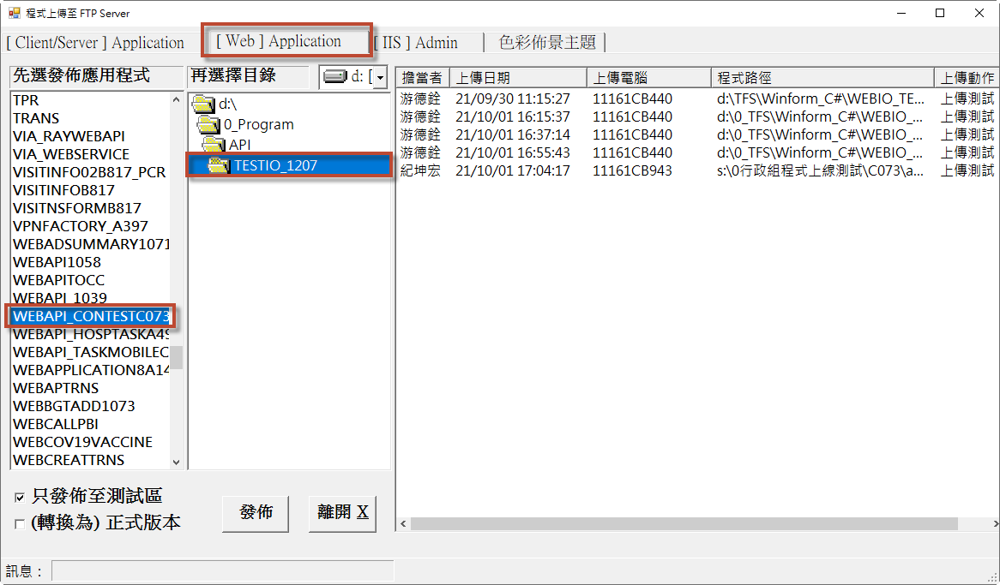 程式上傳至 FTP Server
[ Client/Server ] Application
[ Web ] Application
[ IIS ] Admin
色彩佈景主題
先選發佈應用程式
再選擇目錄
d: [
TPR
TRANS
VIA_RAYWEBAPI
VIA_WEBSERVICE
VISITINFO02B817_PCR
VISITINFOB817
VISITNSFORMB817
VPNFACTORY_A397
WEBADSUMMARY1071
WEBAPI1058
WEBAPITOCC
WEBAPI_1039
WEBAPI_CONTESTC073
WEBAPI_HOSPTASKA49
WEBAPI_TASKMOBILEC
WEBAPPLICATION8A14
WEBAPTRNS
WEBBGTADD1073
WEBCALLPBI
WEBCOV19VACCINE
WEBCREATTRNS
d:\
0_Program
API
TESTIO_1207
擔當者 上傳日期 上傳電腦 程式路徑 上傳動作
游德銓 21/09/30 11:15:27 11161CB440 d:\TFS\Winform_C#\WEBIO_TE... 上傳測試
游德銓 21/10/01 16:15:37 11161CB440 d:\0_TFS\Winform_C#\WEBIO_... 上傳測試
游德銓 21/10/01 16:37:14 11161CB440 d:\0_TFS\Winform_C#\WEBIO_... 上傳測試
游德銓 21/10/01 16:55:43 11161CB440 d:\0_TFS\Winform_C#\WEBIO_... 上傳測試
紀坤宏 21/10/01 17:04:17 11161CB943 s:\0行政組程式上線測試\C073\a... 上傳測試
只發佈至測試區
(轉換為) 正式版本
發佈
離開 X
訊息：